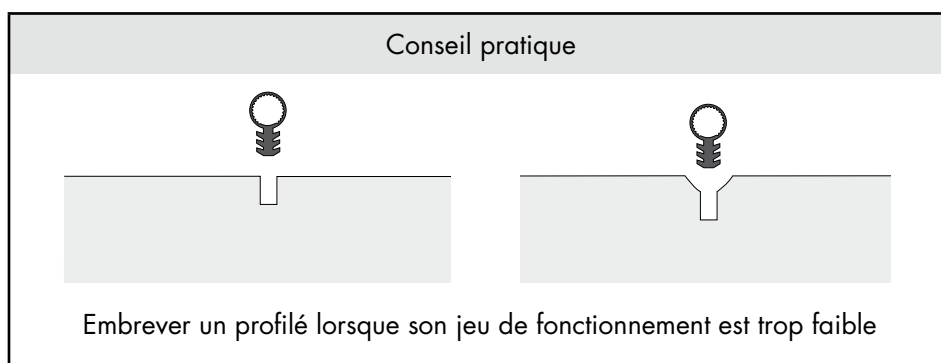 Conseil pratique
Embrever un profilé lorsque son jeu de fonctionnement est trop faible